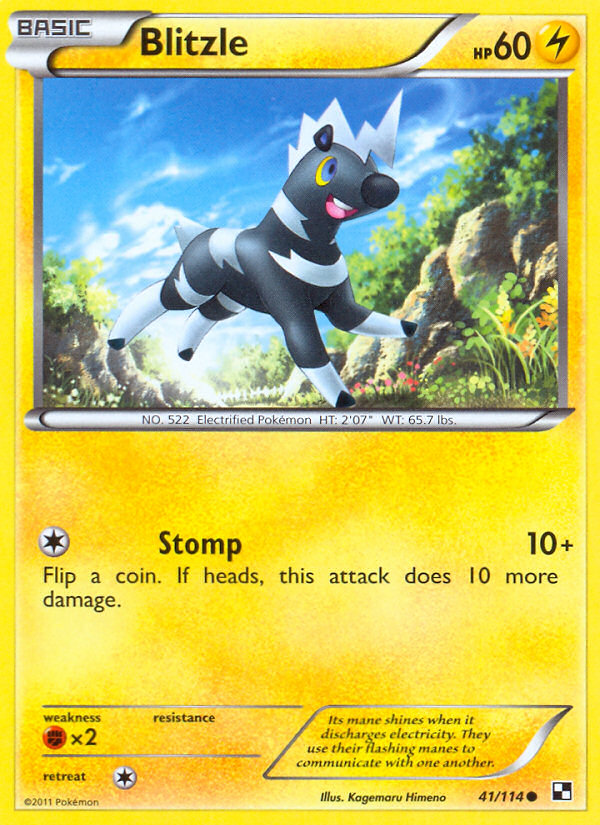 BASIC
Blitzle
HP60
NO. 522 Electrified Pokémon HT: 2'07" WT: 65.7 lbs.
Stomp 10+
Flip a coin. If heads, this attack does 10 more
damage.
weakness resistance
×2
retreat
Its mane shines when it
discharges electricity. They
use their flashing manes to
communicate with one another.
©2011 Pokémon
Illus. Kagemaru Himeno 41/114